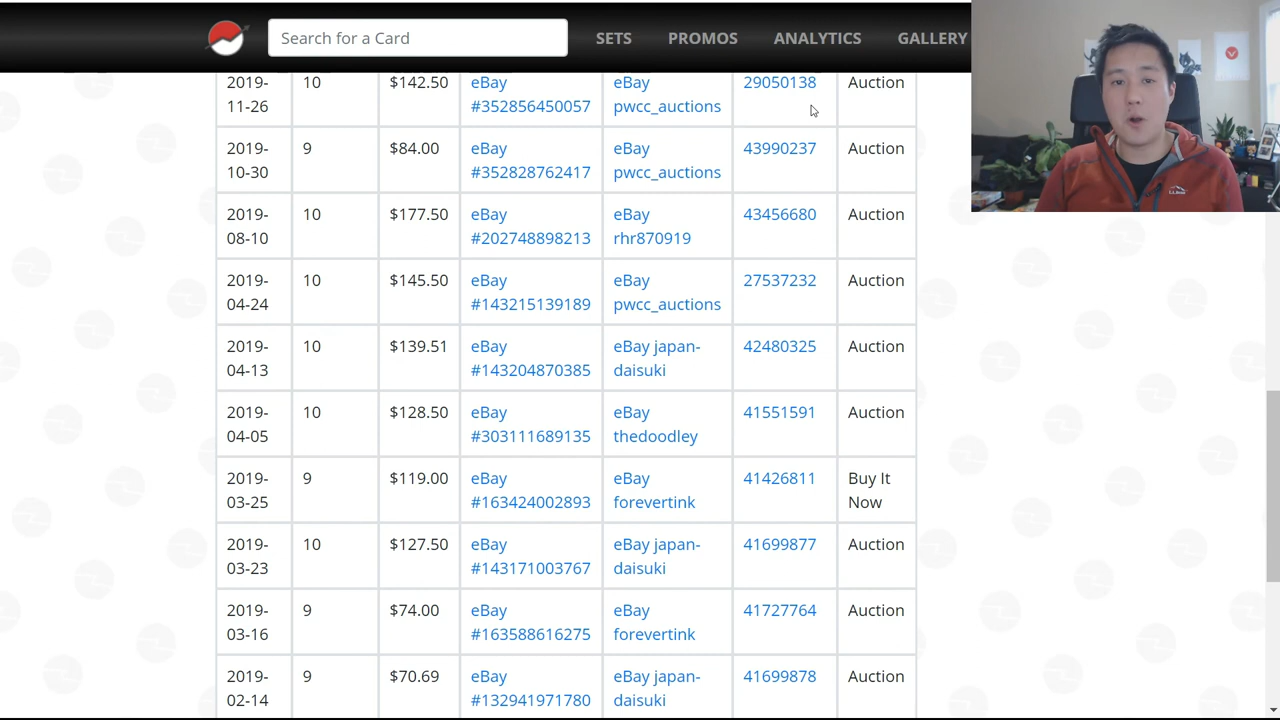 Search for a Card SETS PROMOS ANALYTICS GALLERY
2019- 10 $142.50 eBay eBay 29050138 Auction
11-26 #352856450057 pwcc_auctions
2019- 9 $84.00 eBay eBay 43990237 Auction
10-30 #352828762417 pwcc_auctions
2019- 10 $177.50 eBay eBay 43456680 Auction
08-10 #202748898213 rhr870919
2019- 10 $145.50 eBay eBay 27537232 Auction
04-24 #143215139189 pwcc_auctions
2019- 10 $139.51 eBay eBay japan- 42480325 Auction
04-13 #143204870385 daisuki
2019- 10 $128.50 eBay eBay 41551591 Auction
04-05 #303111689135 thedoodley
2019- 9 $119.00 eBay eBay 41426811 Buy It
03-25 #163424002893 forevertink Now
2019- 10 $127.50 eBay eBay japan- 41699877 Auction
03-23 #143171003767 daisuki
2019- 9 $74.00 eBay eBay 41727764 Auction
03-16 #163588616275 forevertink
2019- 9 $70.69 eBay eBay japan- 41699878 Auction
02-14 #132941971780 daisuki